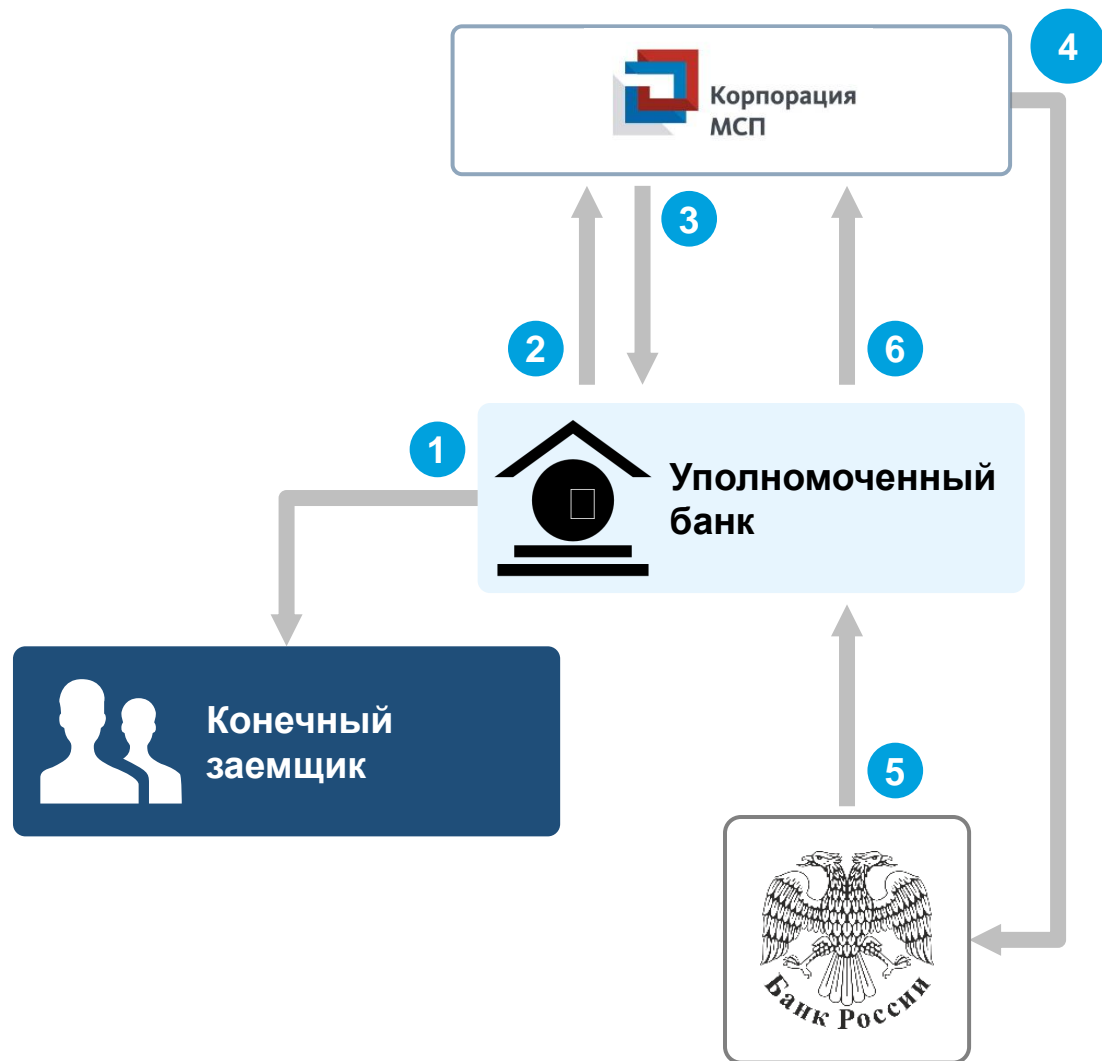 4
Корпорация
МСП
3
2
6
1
Уполномоченный
банк
Конечный
заемщик
5
Банк России